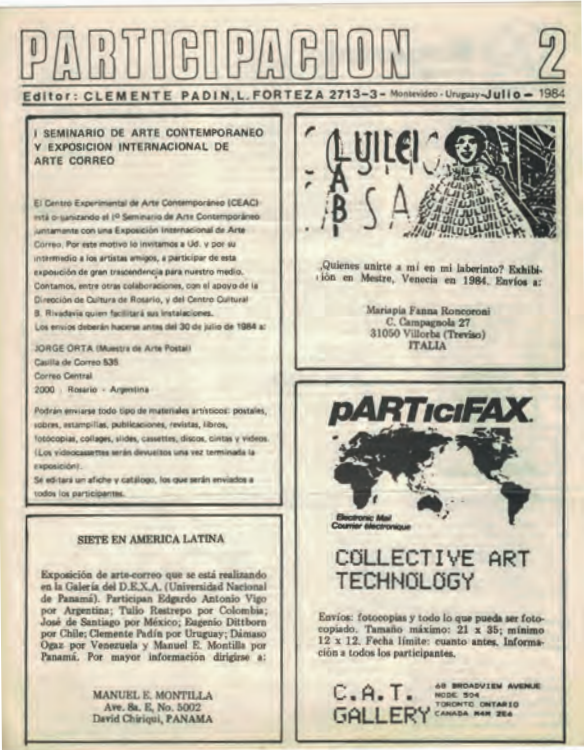 PARTICIPACION 2
Editor: CLEMENTE PADIN, L. FORTEZA 2713-3 - Montevideo - Uruguay - Julio - 1984
I SEMINARIO DE ARTE CONTEMPORANEO
Y EXPOSICION INTERNACIONAL DE
ARTE CORREO
El Centro Experimental de Arte Contemporáneo (CEAC)
está organizando el Iº Seminario de Arte Contemporáneo
juntamente con una Exposición Internacional de Arte
Correo. Por este motivo lo invitamos a Ud. y por su
intermedio a los artistas amigos, a participar de esta
exposición de gran trascendencia para nuestro medio.
Contamos, entre otras colaboraciones, con el apoyo de la
Dirección de Cultura de Rosario, y del Centro Cultural
B. Rivadavia quien facilitará sus instalaciones.
Los envios deberán hacerse antes del 30 de julio de 1984 a:
JORGE ORTA (Muestra de Arte Postal)
Casilla de Correo 535
Correo Central
2000 - Rosario - Argentina
Podrán enviarse todo tipo de materiales artísticos: postales,
sobres, estampillas, publicaciones, revistas, libros,
fotócopias, collages, slides, cassettes, discos, cintas y videos.
(Los videocassettes serán devueltos una vez terminada la
exposición).
Se editará un afiche y catálogo, los que serán enviados a
todos los participantes.
SIETE EN AMERICA LATINA
Exposición de arte-correo que se está realizando
en la Galería del D.E.X.A. (Universidad Nacional
de Panamá). Participan Edgardo Antonio Vigo
por Argentina; Tulio Restrepo por Colombia;
José de Santiago por México; Eugenio Dittborn
por Chile; Clemente Padín por Uruguay; Dámaso
Ogaz por Venezuela y Manuel E. Montilla por
Panamá. Por mayor información dirigirse a:
MANUEL E. MONTILLA
Ave. 8a. E, No. 5002
David Chiriquí, PANAMA
LABI
¿Quienes unirte a mí en mi laberinto? Exhibi-
ción en Mestre, Venecia en 1984. Envíos a:
Mariapia Fanna Roncoroni
C. Campagnola 27
31050 Villorba (Treviso)
ITALIA
pARTiciFAX
Electronic Mail
Courrier électronique
COLLECTIVE ART
TECHNOLOGY
Envíos: fotocopias y todo lo que pueda ser foto-
copiado. Tamaño máximo: 21 x 35; mínimo
12 x 12. Fecha límite: cuanto antes. Informa-
ción a todos los participantes.
C.A.T.
GALLERY
68 BROADVIEW AVENUE
NODE 504
TORONTO ONTARIO
CANADA M4M 2E6